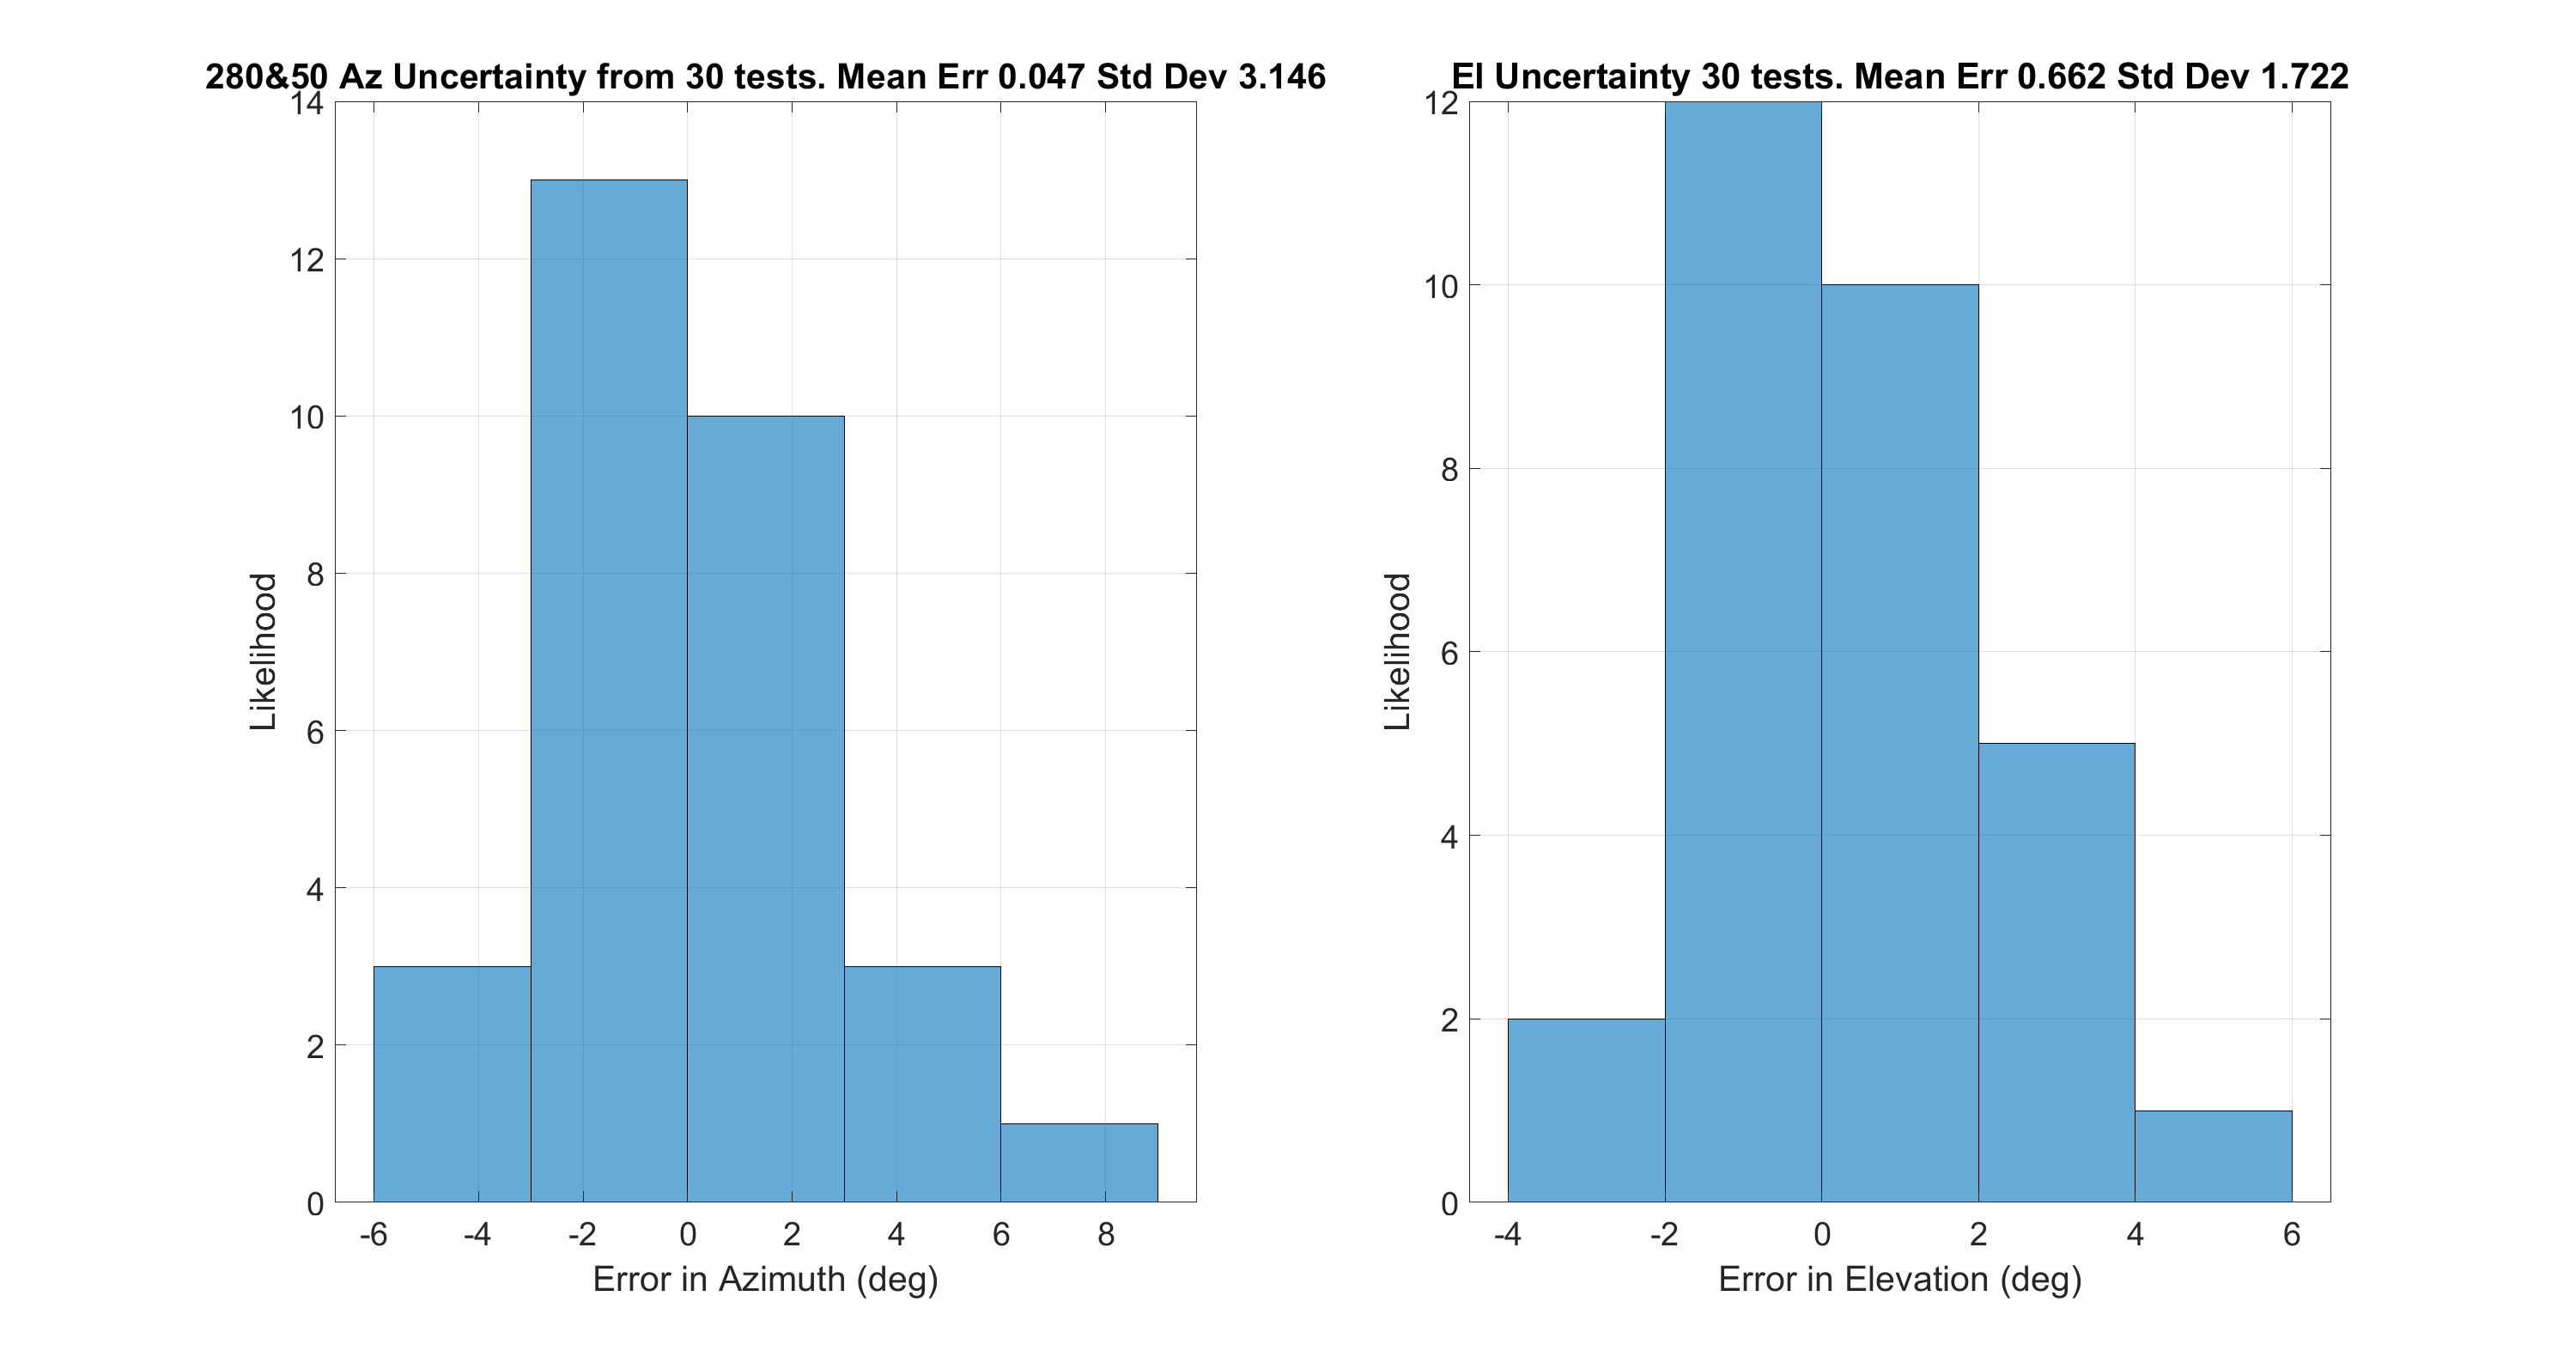 280&50 Az Uncertainty from 30 tests. Mean Err 0.047 Std Dev 3.146
14
12
10
8
6
4
2
0
Likelihood
-6 -4 -2 0 2 4 6 8
Error in Azimuth (deg)
El Uncertainty 30 tests. Mean Err 0.662 Std Dev 1.722
12
10
8
6
4
2
0
Likelihood
-4 -2 0 2 4 6
Error in Elevation (deg)